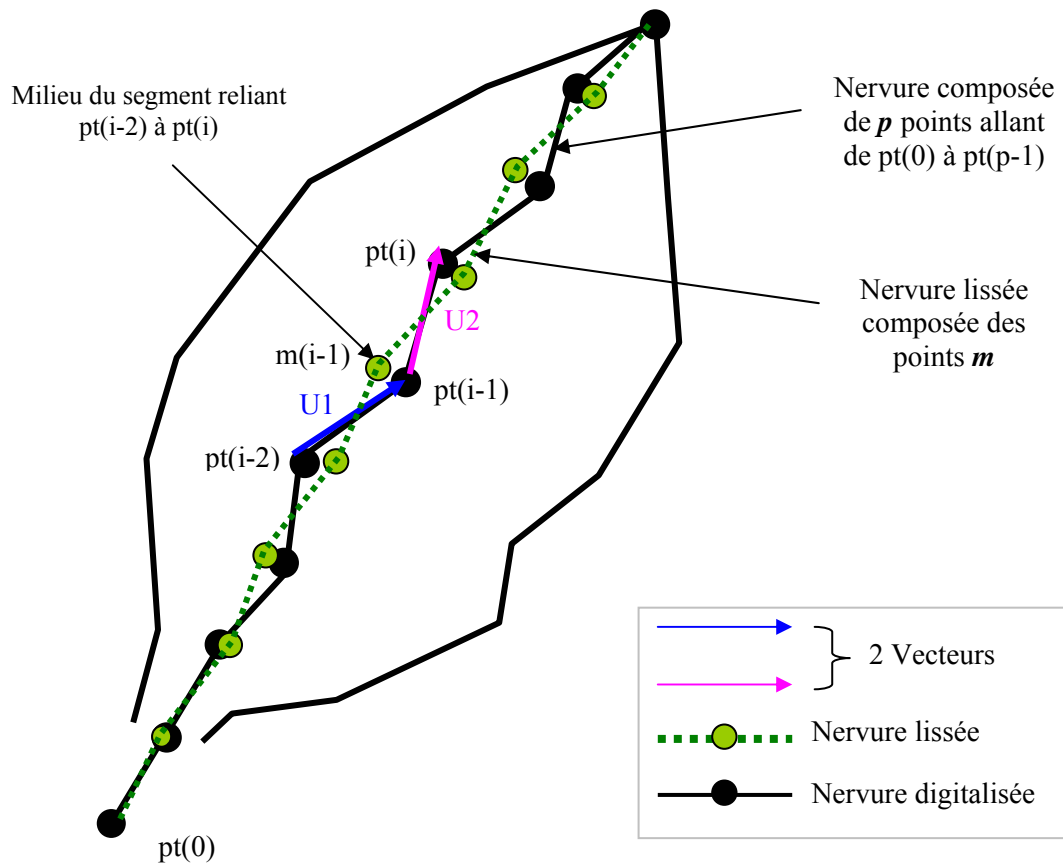 Milieu du segment reliant
pt(i-2) à pt(i)
Nervure composée
de p points allant
de pt(0) à pt(p-1)
pt(i)
U2
Nervure lissée
composée des
points m
m(i-1)
pt(i-1)
U1
pt(i-2)
2 Vecteurs
Nervure lissée
Nervure digitalisée
pt(0)